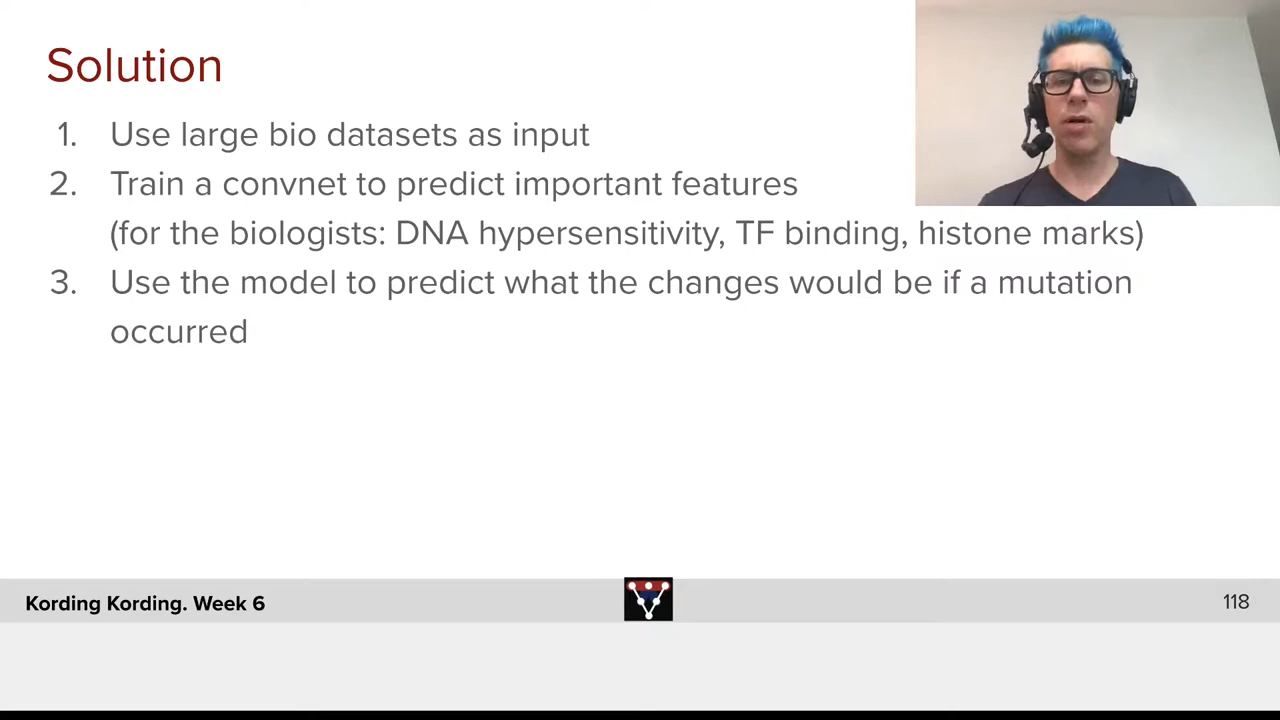 Solution
1. Use large bio datasets as input
2. Train a convnet to predict important features
(for the biologists: DNA hypersensitivity, TF binding, histone marks)
3. Use the model to predict what the changes would be if a mutation
occurred
Kording Kording. Week 6
118